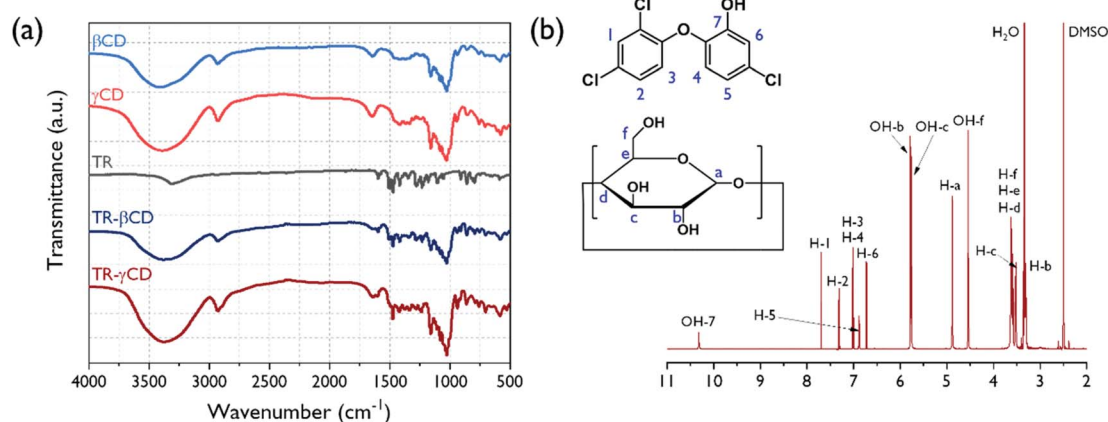 (a)
βCD
γCD
TR
TR-βCD
TR-γCD
Transmittance (a.u.)
4000 3500 3000 2500 2000 1500 1000 500
Wavenumber (cm⁻¹)
(b)
Cl
OH
7
1
O
6
Cl
3
4
Cl
2
5
f
OH
e
O
a
O
d
OH
b
c
OH
H₂O
DMSO
OH-b
OH-c
OH-f
H-a
H-f
H-e
H-d
H-3
H-4
H-1
H-6
H-c
H-b
H-2
H-5
OH-7
11 10 9 8 7 6 5 4 3 2